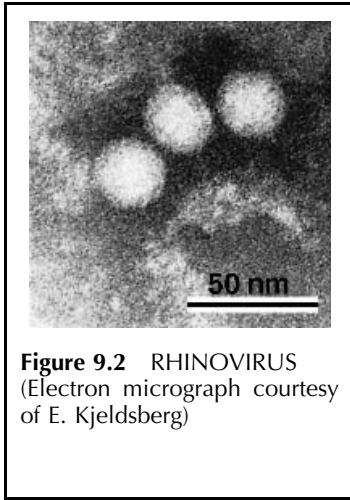 50 nm
Figure 9.2 RHINOVIRUS
(Electron micrograph courtesy
of E. Kjeldsberg)